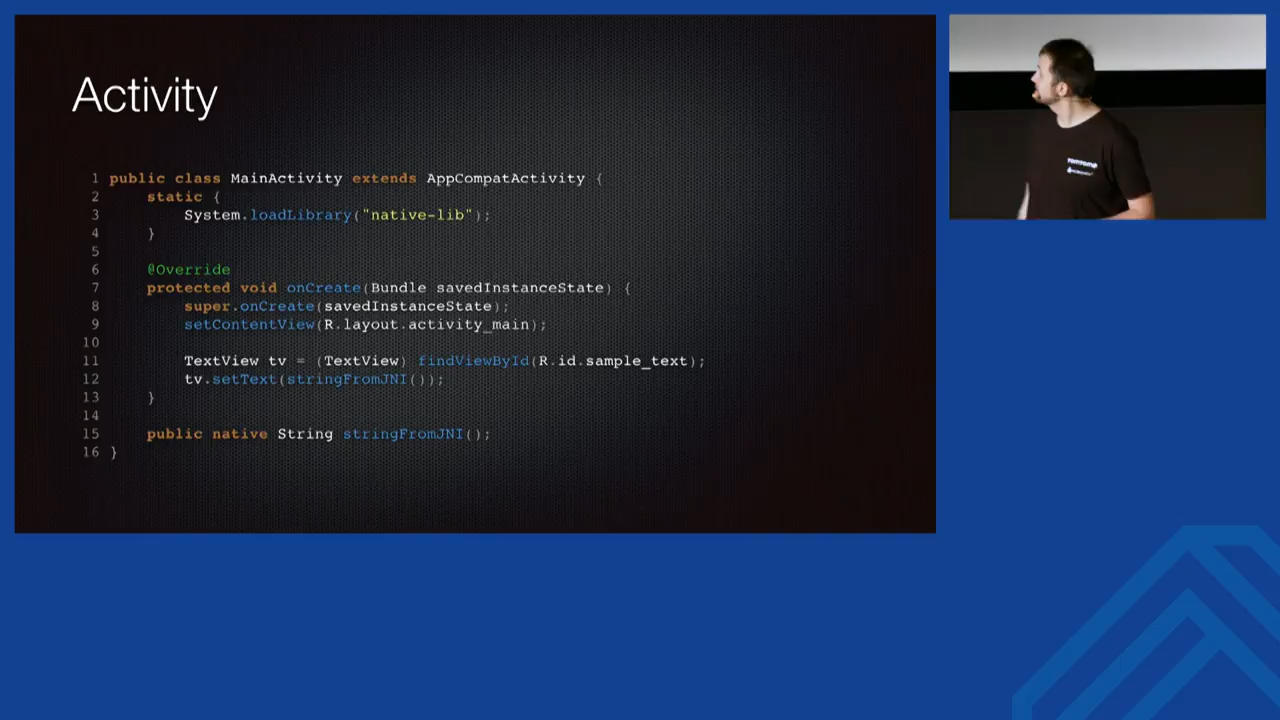 Activity
1 public class MainActivity extends AppCompatActivity {
2 static {
3 System.loadLibrary("native-lib");
4 }
5
6 @Override
7 protected void onCreate(Bundle savedInstanceState) {
8 super.onCreate(savedInstanceState);
9 setContentView(R.layout.activity_main);
10
11 TextView tv = (TextView) findViewById(R.id.sample_text);
12 tv.setText(stringFromJNI());
13 }
14
15 public native String stringFromJNI();
16 }